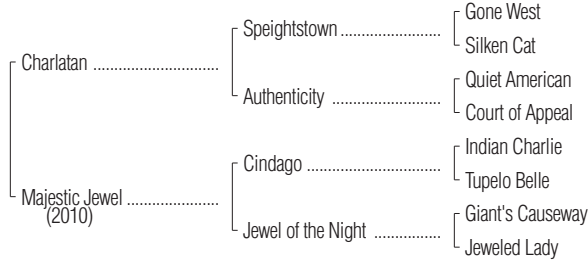 Gone West
Speightstown
Silken Cat
Charlatan
Quiet American
Authenticity
Court of Appeal
Indian Charlie
Cindago
Tupelo Belle
Majestic Jewel
(2010)
Giant's Causeway
Jewel of the Night
Jeweled Lady